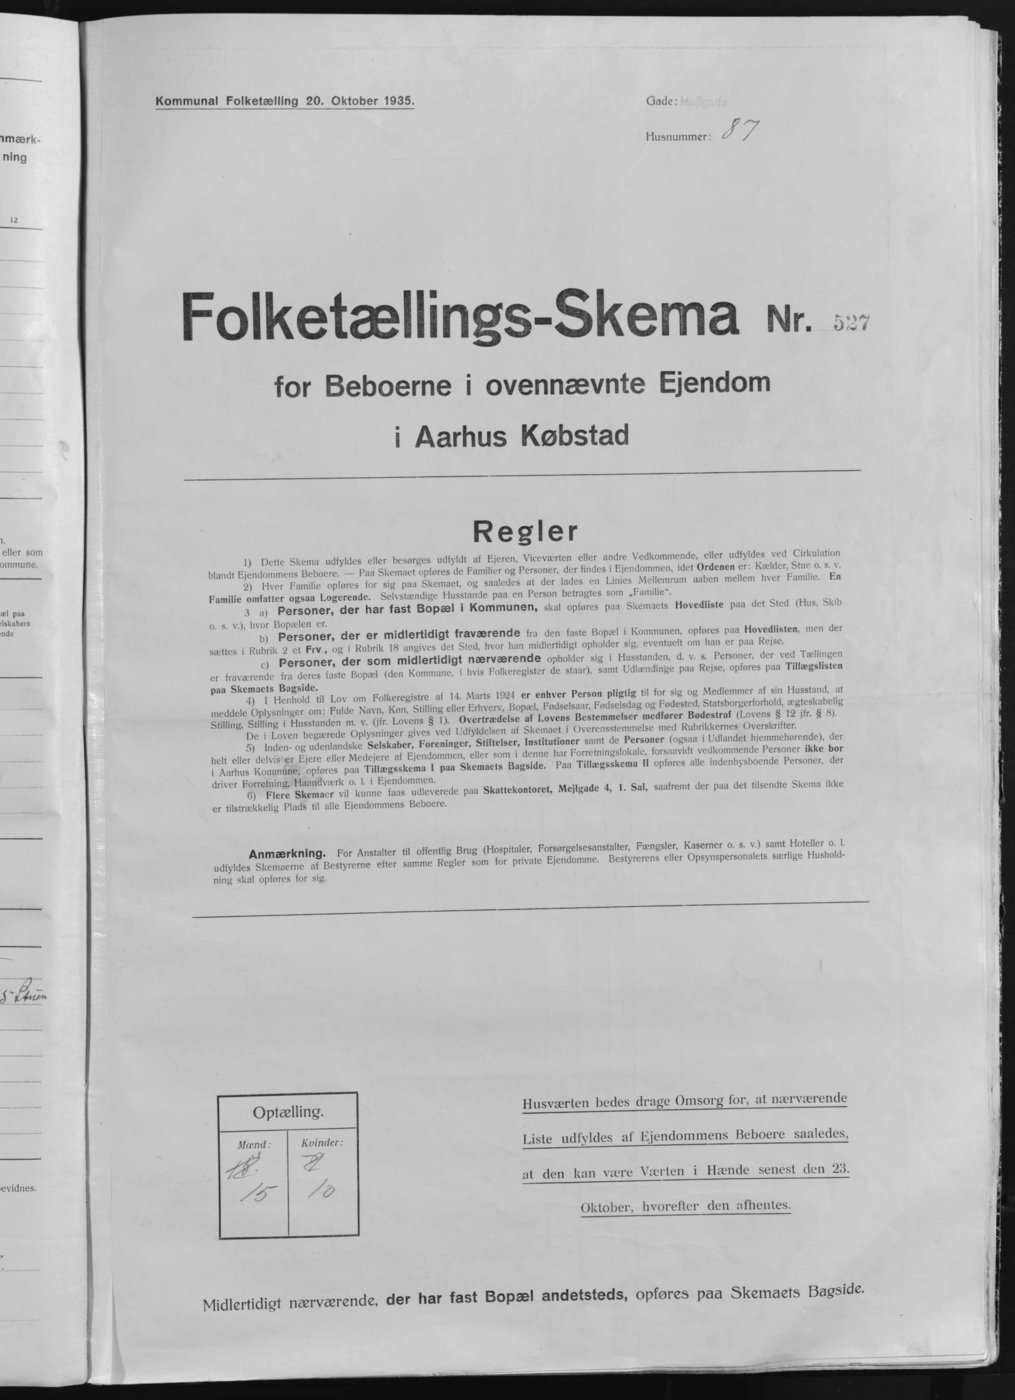 Kommunal Folketælling 20. Oktober 1935.
Gade: Mejlgade
Husnummer: 87
Folketællings-Skema Nr. 527
for Beboerne i ovennævnte Ejendom
i Aarhus Købstad
Regler
1) Dette Skema udfyldes eller besørges udfyldt af Ejeren, Viceværten eller andre Vedkommende, eller udfyldes ved Cirkulation
blandt Ejendommens Beboere. — Paa Skemaet opføres de Familier og Personer, der findes i Ejendommen, idet Ordenen er: Kælder, Stue o. s. v.
2) Hver Familie opføres for sig paa Skemaet, og saaledes at der lades en Linies Mellemrum aaben mellem hver Familie. En
Familie omfatter ogsaa Logerende. Selvstændige Husstande paa en Person betragtes som „Familie".
3 a) Personer, der har fast Bopæl i Kommunen, skal opføres paa Skemaets Hovedliste paa det Sted (Hus, Skib
o. s. v.), hvor Bopælen er.
b) Personer, der er midlertidigt fraværende fra den faste Bopæl i Kommunen, opføres paa Hovedlisten, men der
sættes i Rubrik 2 et Frv., og i Rubrik 18 angives det Sted, hvor han midlertidigt opholder sig, eventuelt om han er paa Rejse.
c) Personer, der som midlertidigt nærværende opholder sig i Husstanden, d. v. s. Personer, der ved Tællingen
er fraværende fra deres faste Bopæl (den Kommune, i hvis Folkeregister de staar), samt Udlændinge paa Rejse, opføres paa Tillægslisten
paa Skemaets Bagside.
4) I Henhold til Lov om Folkeregistre af 14. Marts 1924 er enhver Person pligtig til for sig og Medlemmer af sin Husstand, at
meddele Oplysninger om: Fulde Navn, Køn, Stilling eller Erhverv, Bopæl, Fødselsaar, Fødselsdag og Fødested, Statsborgerforhold, ægteskabelig
Stilling, Stilling i Husstanden m. v. (jfr. Lovens § 1). Overtrædelse af Lovens Bestemmelser medfører Bødestraf (Lovens § 12 jfr. § 8).
De i Loven begærede Oplysninger gives ved Udfyldelsen af Skemaet i Overensstemmelse med Rubrikkernes Overskrifter.
5) Inden- og udenlandske Selskaber, Foreninger, Stiftelser, Institutioner samt de Personer (ogsaa i Udlandet hjemmehørende), der
helt eller delvis er Ejere eller Medejere af Ejendommen, eller som i denne har Forretningslokale, forsaavidt vedkommende Personer ikke bor
i Aarhus Kommune, opføres paa Tillægsskema I paa Skemaets Bagside. Paa Tillægsskema II opføres alle indenbysboende Personer, der
driver Forretning, Haandværk o. l. i Ejendommen.
6) Flere Skemaer vil kunne faas udleverede paa Skattekontoret, Mejlgade 4, 1. Sal, saafremt der paa det tilsendte Skema ikke
er tilstrækkelig Plads til alle Ejendommens Beboere.
Anmærkning. For Anstalter til offentlig Brug (Hospitaler, Forsørgelsesanstalter, Fængsler, Kaserner o. s. v.) samt Hoteller o. l.
udfyldes Skemaerne af Bestyrerne efter samme Regler som for private Ejendomme. Bestyrerens eller Opsynspersonalets særlige Hushold-
ning skal opføres for sig.
Optælling.
Mænd: Kvinder:
15 10
Husværten bedes drage Omsorg for, at nærværende
Liste udfyldes af Ejendommens Beboere saaledes,
at den kan være Værten i Hænde senest den 23.
Oktober, hvorefter den afhentes.
Midlertidigt nærværende, der har fast Bopæl andetsteds, opføres paa Skemaets Bagside.